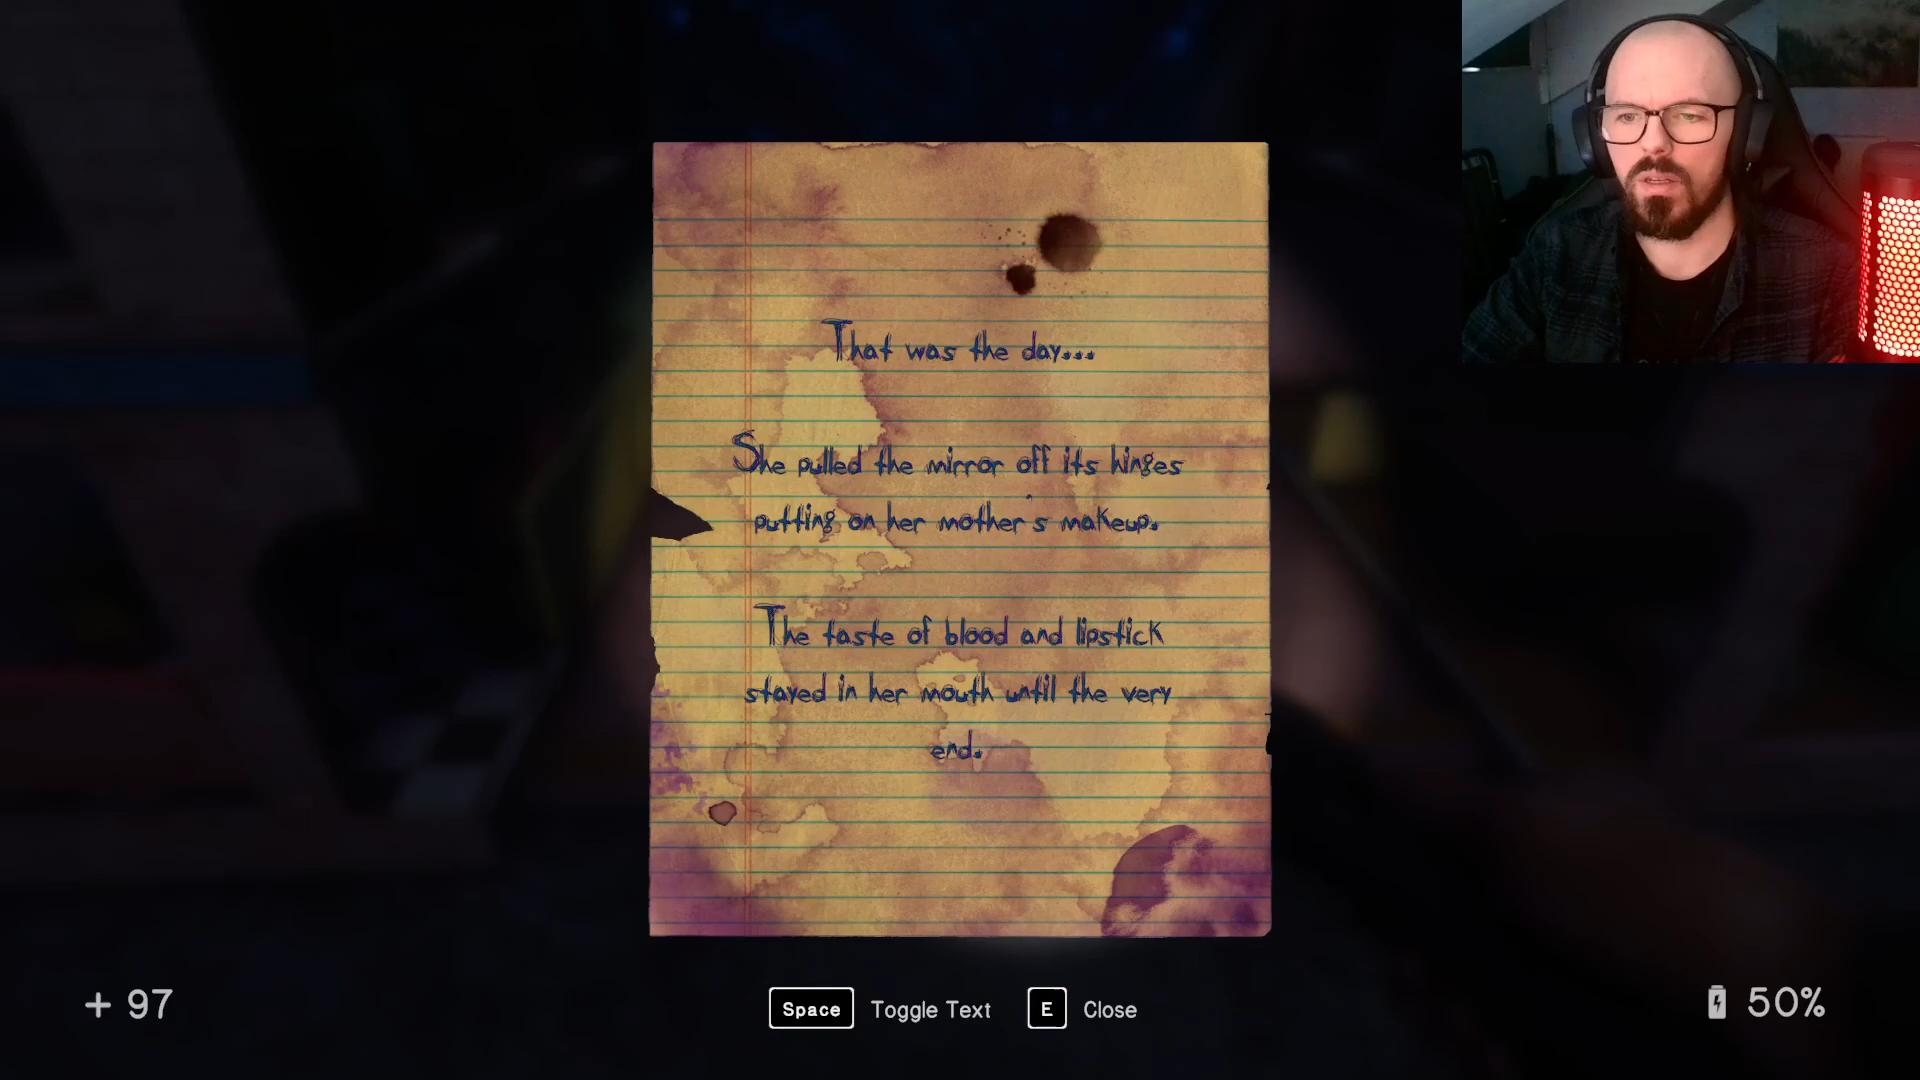 That was the day...
She pulled the mirror off its hinges
putting on her mother's makeup.
The taste of blood and lipstick
stayed in her mouth until the very
end.
+ 97
Space Toggle Text E Close
50%